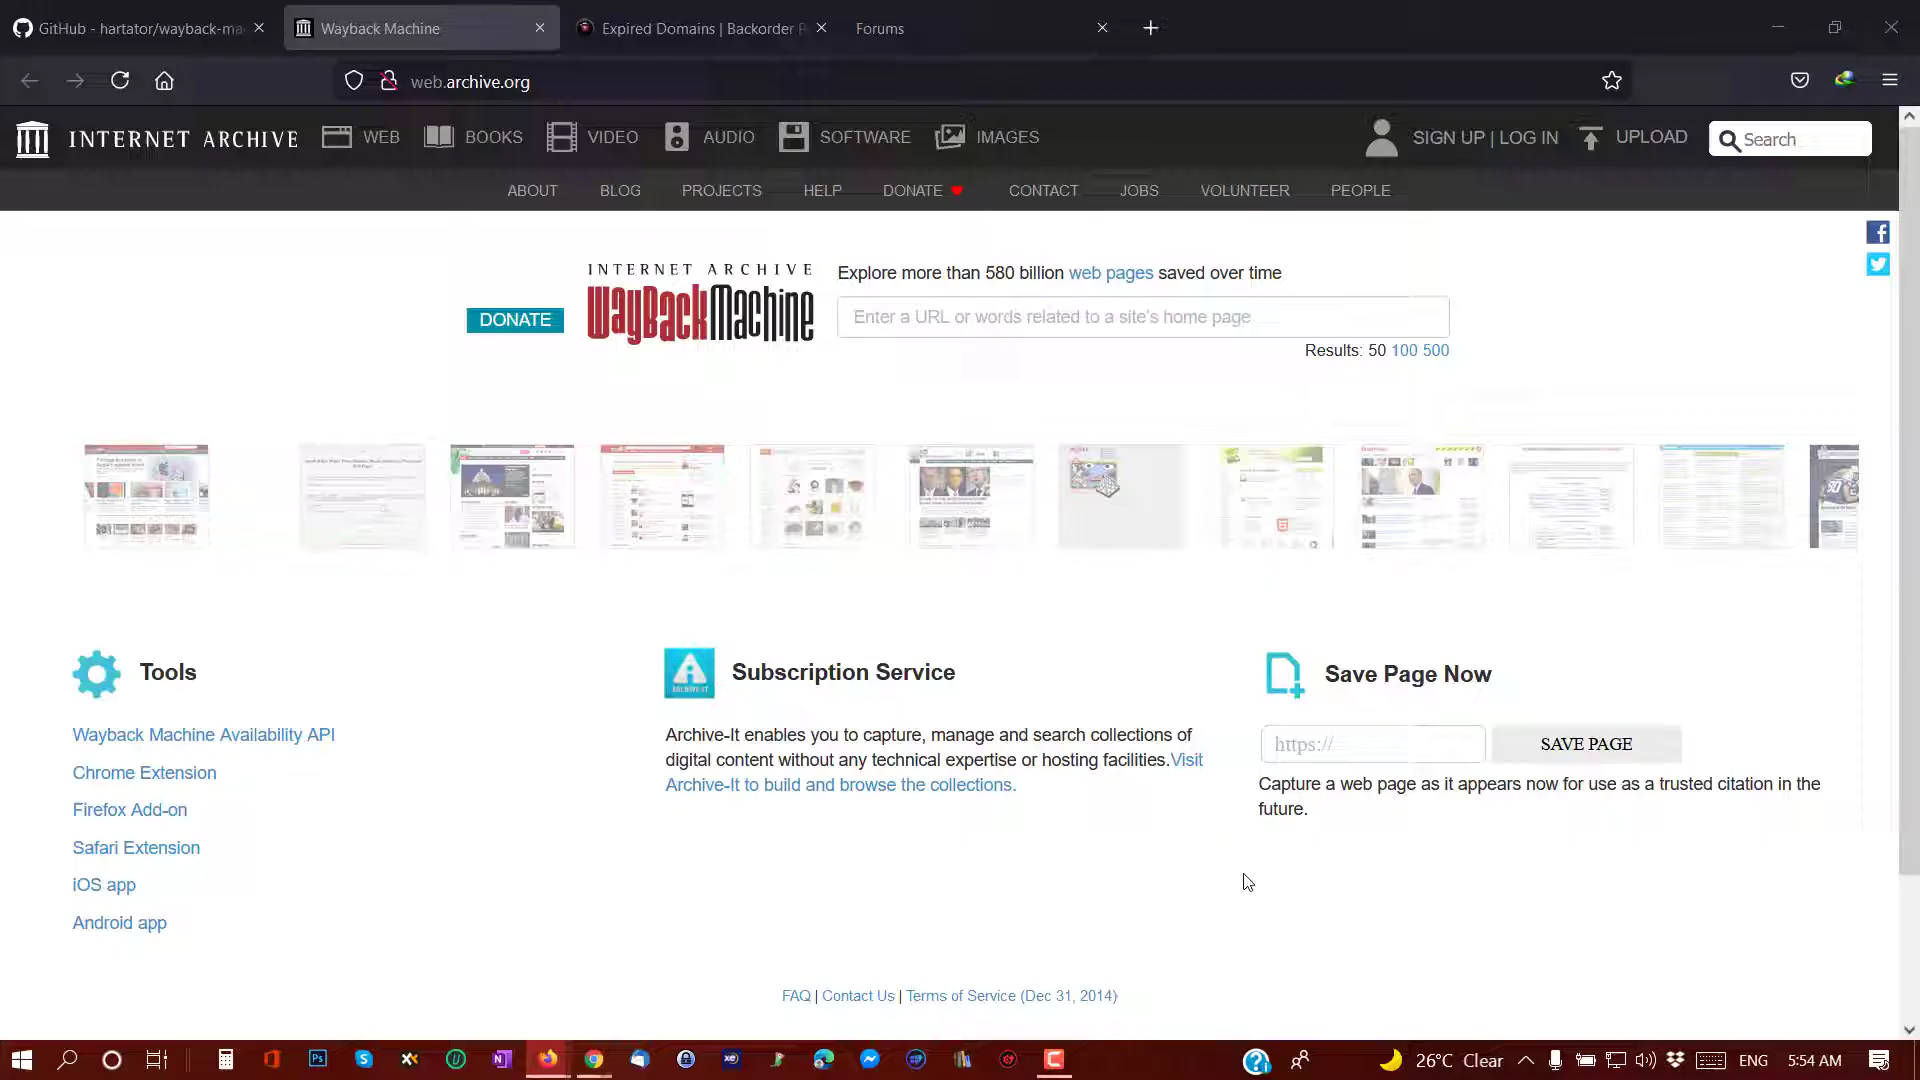 GitHub - hartator/wayback-ma
Wayback Machine
Expired Domains | Backorder
Forums
web.archive.org
INTERNET ARCHIVE
WEB
BOOKS
VIDEO
AUDIO
SOFTWARE
IMAGES
SIGN UP | LOG IN
UPLOAD
Search
ABOUT
BLOG
PROJECTS
HELP
DONATE
CONTACT
JOBS
VOLUNTEER
PEOPLE
INTERNET ARCHIVE
WayBackMachine
DONATE
Explore more than 580 billion web pages saved over time
Enter a URL or words related to a site's home page
Results: 50 100 500
Tools
Wayback Machine Availability API
Chrome Extension
Firefox Add-on
Safari Extension
iOS app
Android app
ARCHIVE-IT
Subscription Service
Archive-It enables you to capture, manage and search collections of
digital content without any technical expertise or hosting facilities.Visit
Archive-It to build and browse the collections.
Save Page Now
https://
SAVE PAGE
Capture a web page as it appears now for use as a trusted citation in the
future.
FAQ | Contact Us | Terms of Service (Dec 31, 2014)
26°C Clear
ENG
5:54 AM